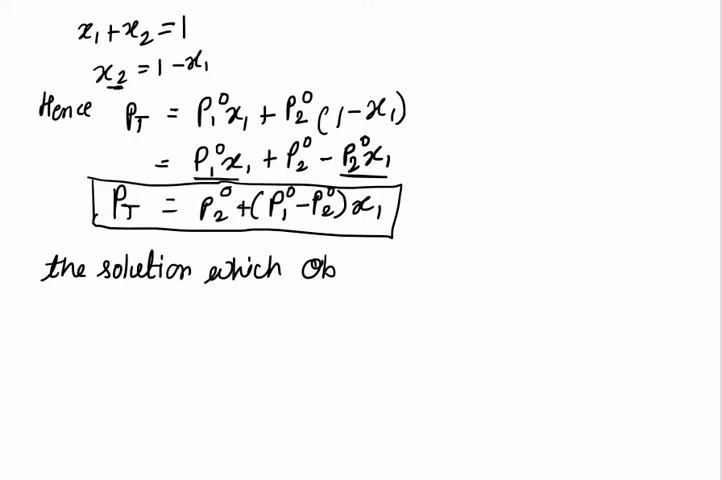 x₁ + x₂ = 1
x₂ = 1 - x₁
Hence P_T = P₁⁰x₁ + P₂⁰(1 - x₁)
= P₁⁰x₁ + P₂⁰ - P₂⁰x₁
P_T = P₂⁰ + (P₁⁰ - P₂⁰)x₁
the solution which Ob